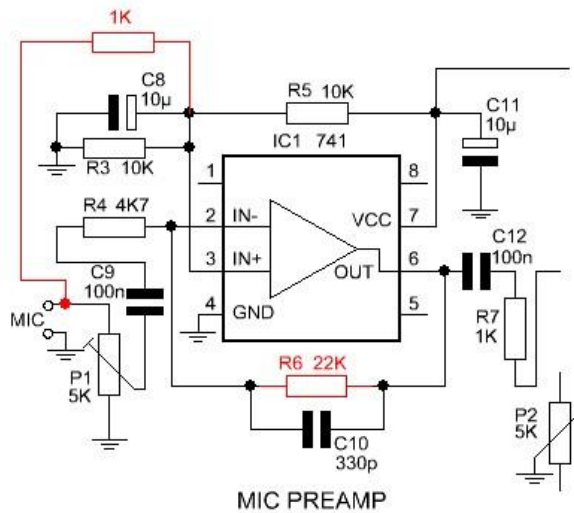 1K
C8
10µ
R5 10K
C11
10µ
IC1 741
R3 10K
1
8
R4 4K7
2
IN-
VCC
7
C9
100n
3
IN+
OUT
6
C12
100n
MIC
4
GND
5
R7
1K
P1
5K
R6 22K
C10
330p
P2
5K
MIC PREAMP